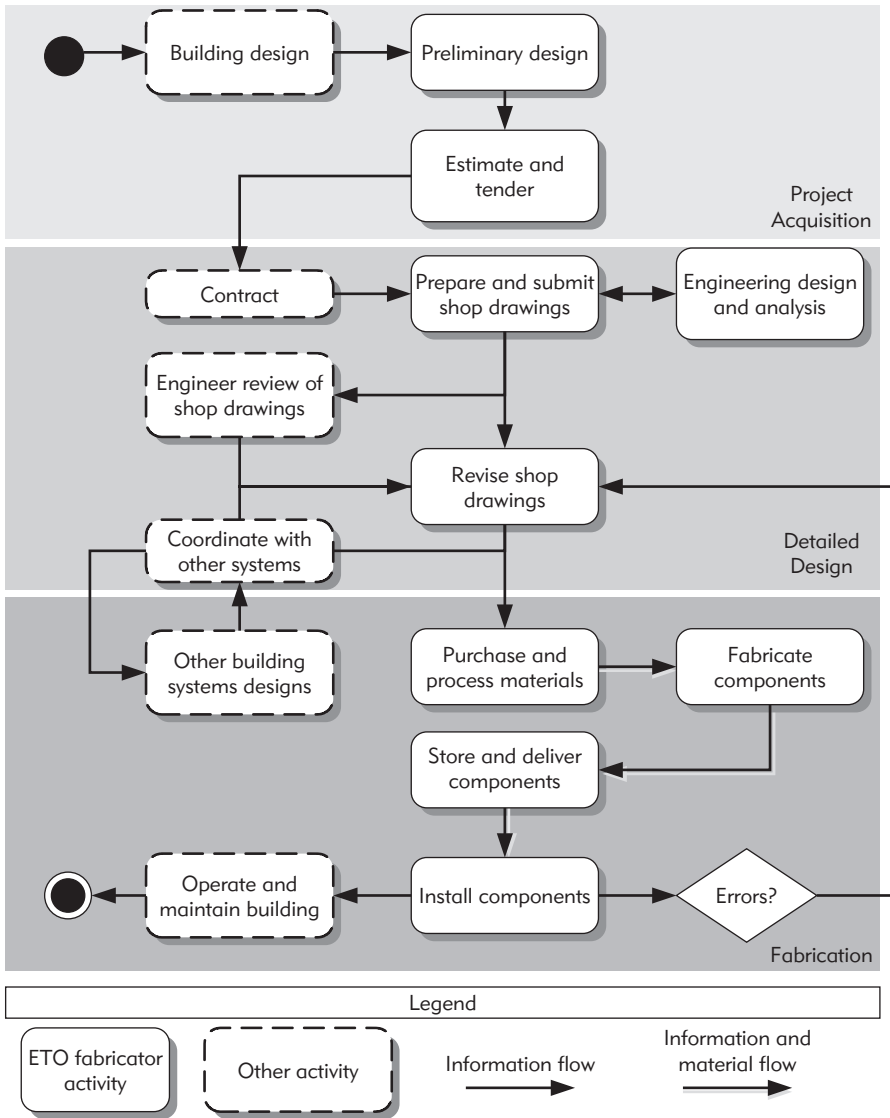 Building design
Preliminary design
Estimate and
tender
Project
Acquisition
Contract
Prepare and submit
shop drawings
Engineering design
and analysis
Engineer review of
shop drawings
Revise shop
drawings
Coordinate with
other systems
Detailed
Design
Other building
systems designs
Purchase and
process materials
Fabricate
components
Store and deliver
components
Operate and
maintain building
Install components
Errors?
Fabrication
Legend
ETO fabricator
activity
Other activity
Information flow
Information and
material flow